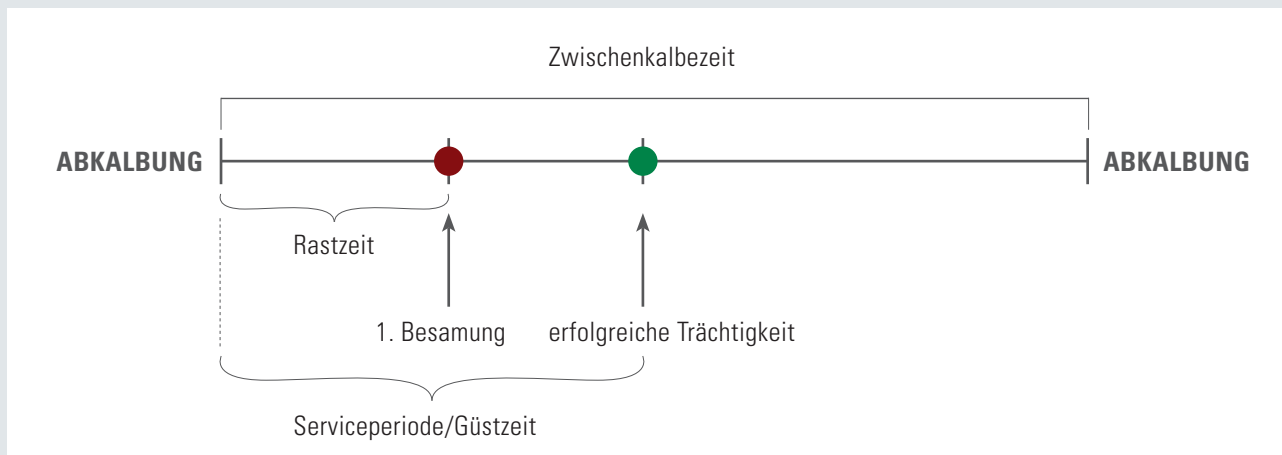 Zwischenkalbezeit
ABKALBUNG
ABKALBUNG
Rastzeit
1. Besamung
erfolgreiche Trächtigkeit
Serviceperiode/Güstzeit